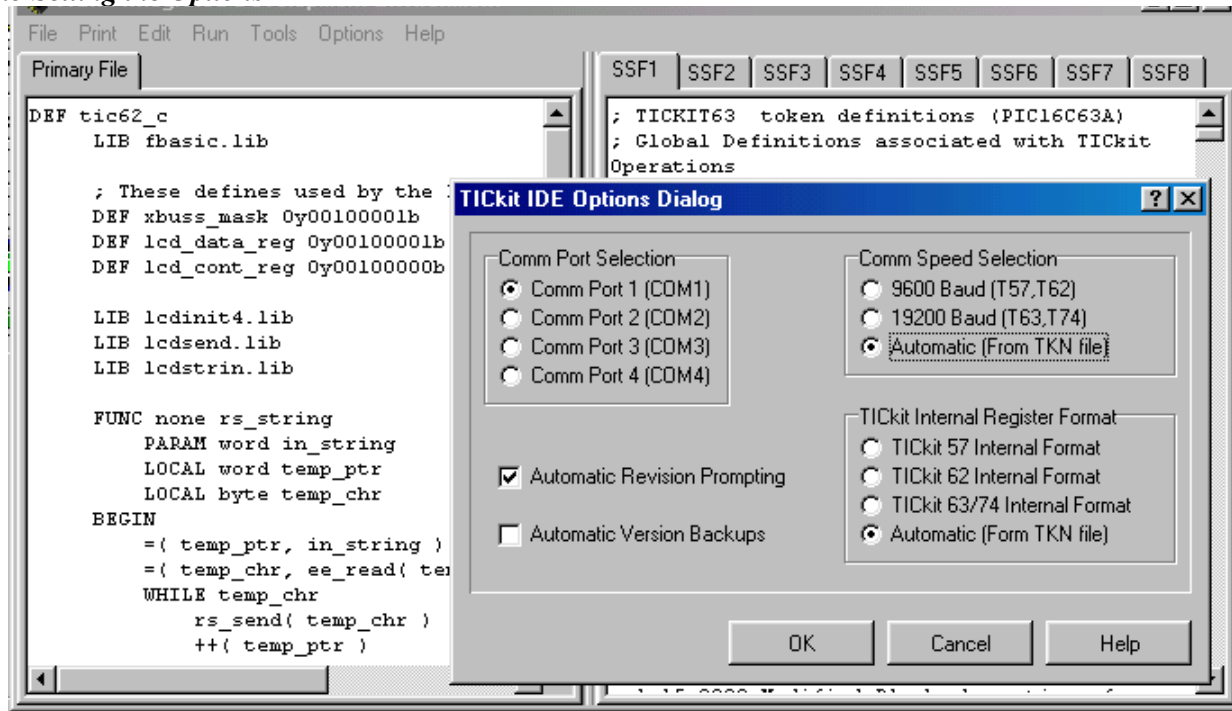 File Print Edit Run Tools Options Help
Primary File
DEF tic62_c
LIB fbasic.lib
; These defines used by the
DEF xbuss_mask 0y00100001b
DEF lcd_data_reg 0y00100001b
DEF lcd_cont_reg 0y00100000b
LIB lcdinit4.lib
LIB lcdsend.lib
LIB lcdstrin.lib
FUNC none rs_string
PARAM word in_string
LOCAL word temp_ptr
LOCAL byte temp_chr
BEGIN
=( temp_ptr, in_string )
=( temp_chr, ee_read(
WHILE temp_chr
rs_send( temp_chr )
++( temp_ptr )
SSF1 SSF2 SSF3 SSF4 SSF5 SSF6 SSF7 SSF8
; TICKIT63 token definitions (PIC16C63A)
; Global Definitions associated with TICkit
Operations
TICkit IDE Options Dialog
Comm Port Selection
Comm Port 1 (COM1)
Comm Port 2 (COM2)
Comm Port 3 (COM3)
Comm Port 4 (COM4)
Automatic Revision Prompting
Automatic Version Backups
Comm Speed Selection
9600 Baud (T57,T62)
19200 Baud (T63,T74)
Automatic (From TKN file)
TICkit Internal Register Format
TICkit 57 Internal Format
TICkit 62 Internal Format
TICkit 63/74 Internal Format
Automatic (Form TKN file)
OK Cancel Help